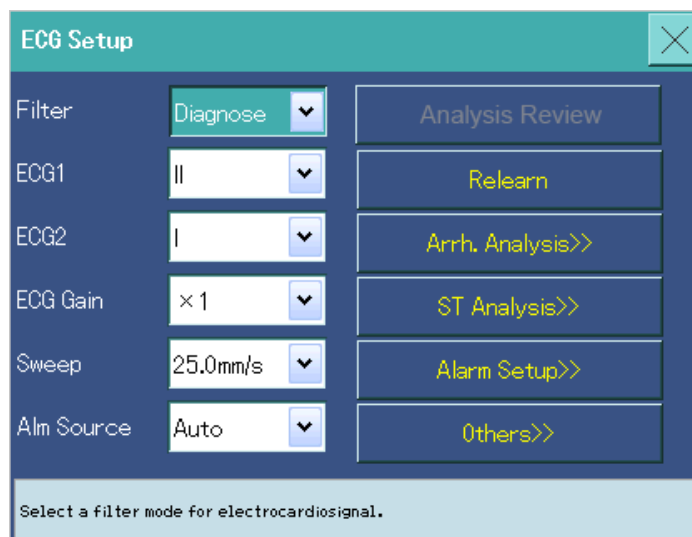 ECG Setup
Filter
Diagnose
Analysis Review
ECG1
II
Relearn
ECG2
I
Arrh. Analysis>>
ECG Gain
×1
ST Analysis>>
Sweep
25.0mm/s
Alarm Setup>>
Alm Source
Auto
Others>>
Select a filter mode for electrocardiosignal.